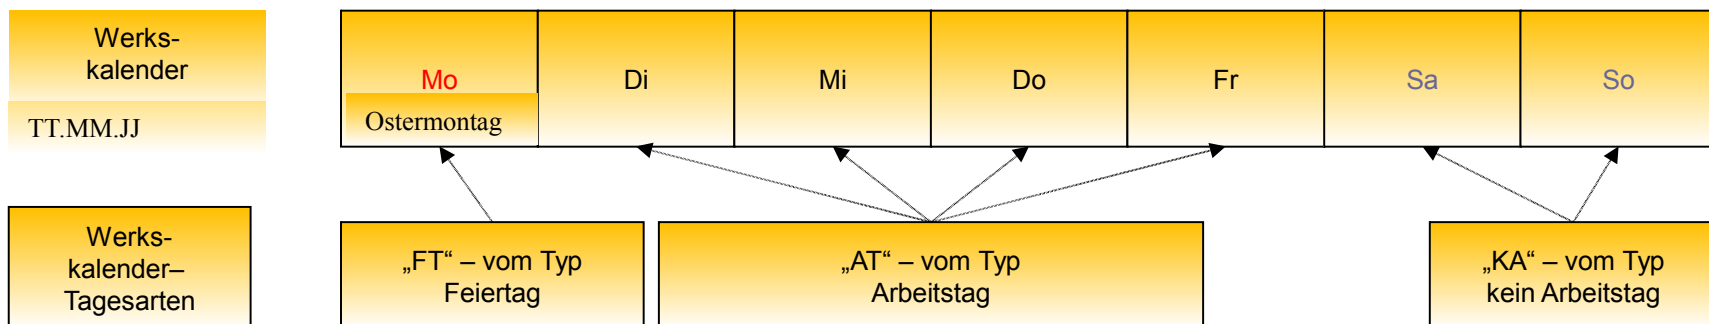 Werks-
kalender
TT.MM.JJ
Mo
Ostermontag
Di
Mi
Do
Fr
Sa
So
Werks-
kalender–
Tagesarten
„FT“ – vom Typ
Feiertag
„AT“ – vom Typ
Arbeitstag
„KA“ – vom Typ
kein Arbeitstag